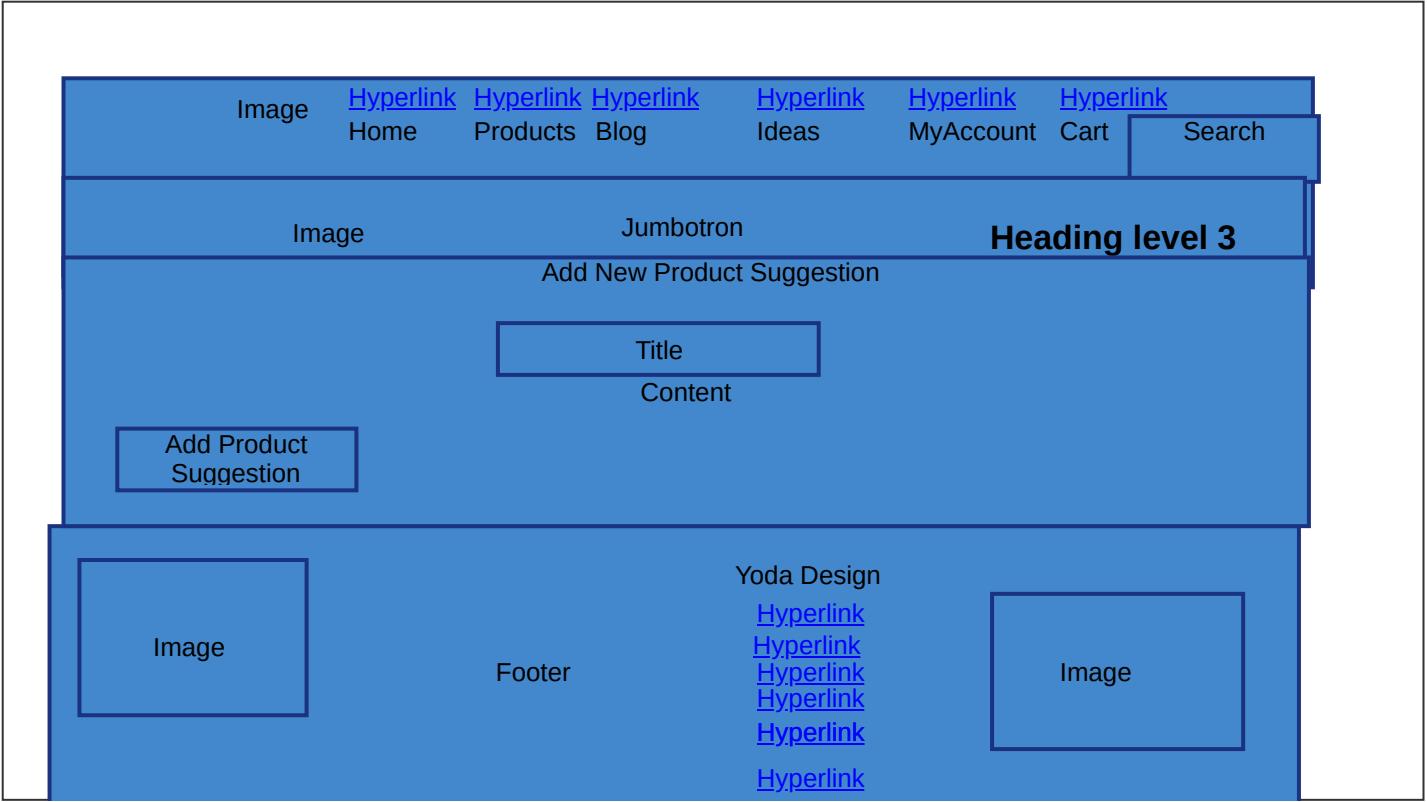 Image Hyperlink Hyperlink Hyperlink Hyperlink Hyperlink Hyperlink
Home Products Blog Ideas MyAccount Cart Search
Image Jumbotron Heading level 3
Add New Product Suggestion
Title
Content
Add Product
Suggestion
Yoda Design
Hyperlink
Hyperlink
Image Footer Hyperlink Image
Hyperlink
Hyperlink
Hyperlink